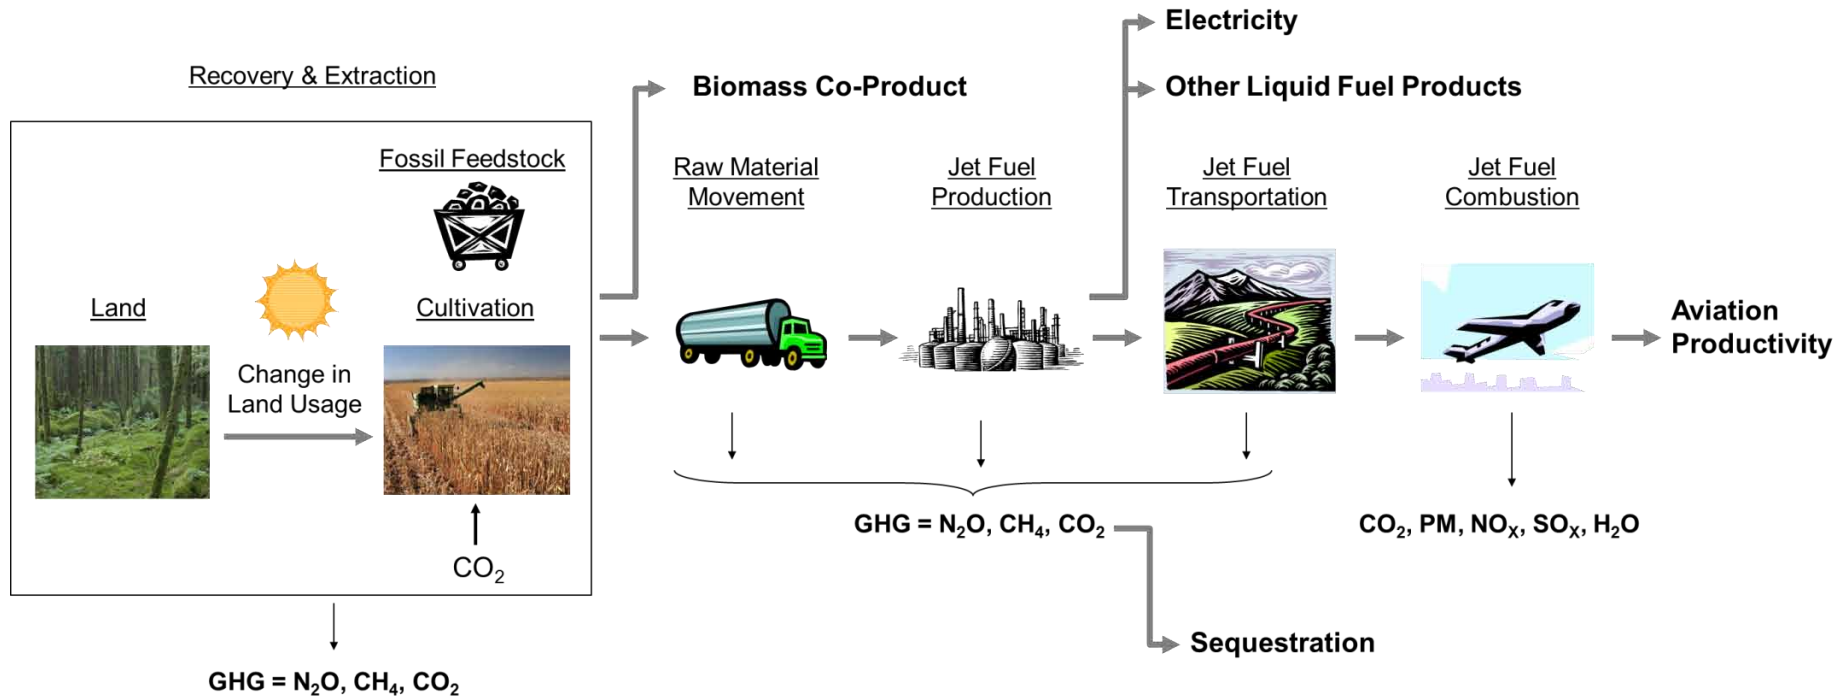 Recovery & Extraction
Fossil Feedstock
Land
Change in
Land Usage
Cultivation
CO₂
GHG = N₂O, CH₄, CO₂
Biomass Co-Product
Raw Material
Movement
Jet Fuel
Production
Electricity
Other Liquid Fuel Products
Jet Fuel
Transportation
Jet Fuel
Combustion
Aviation
Productivity
GHG = N₂O, CH₄, CO₂
CO₂, PM, NOₓ, SOₓ, H₂O
Sequestration